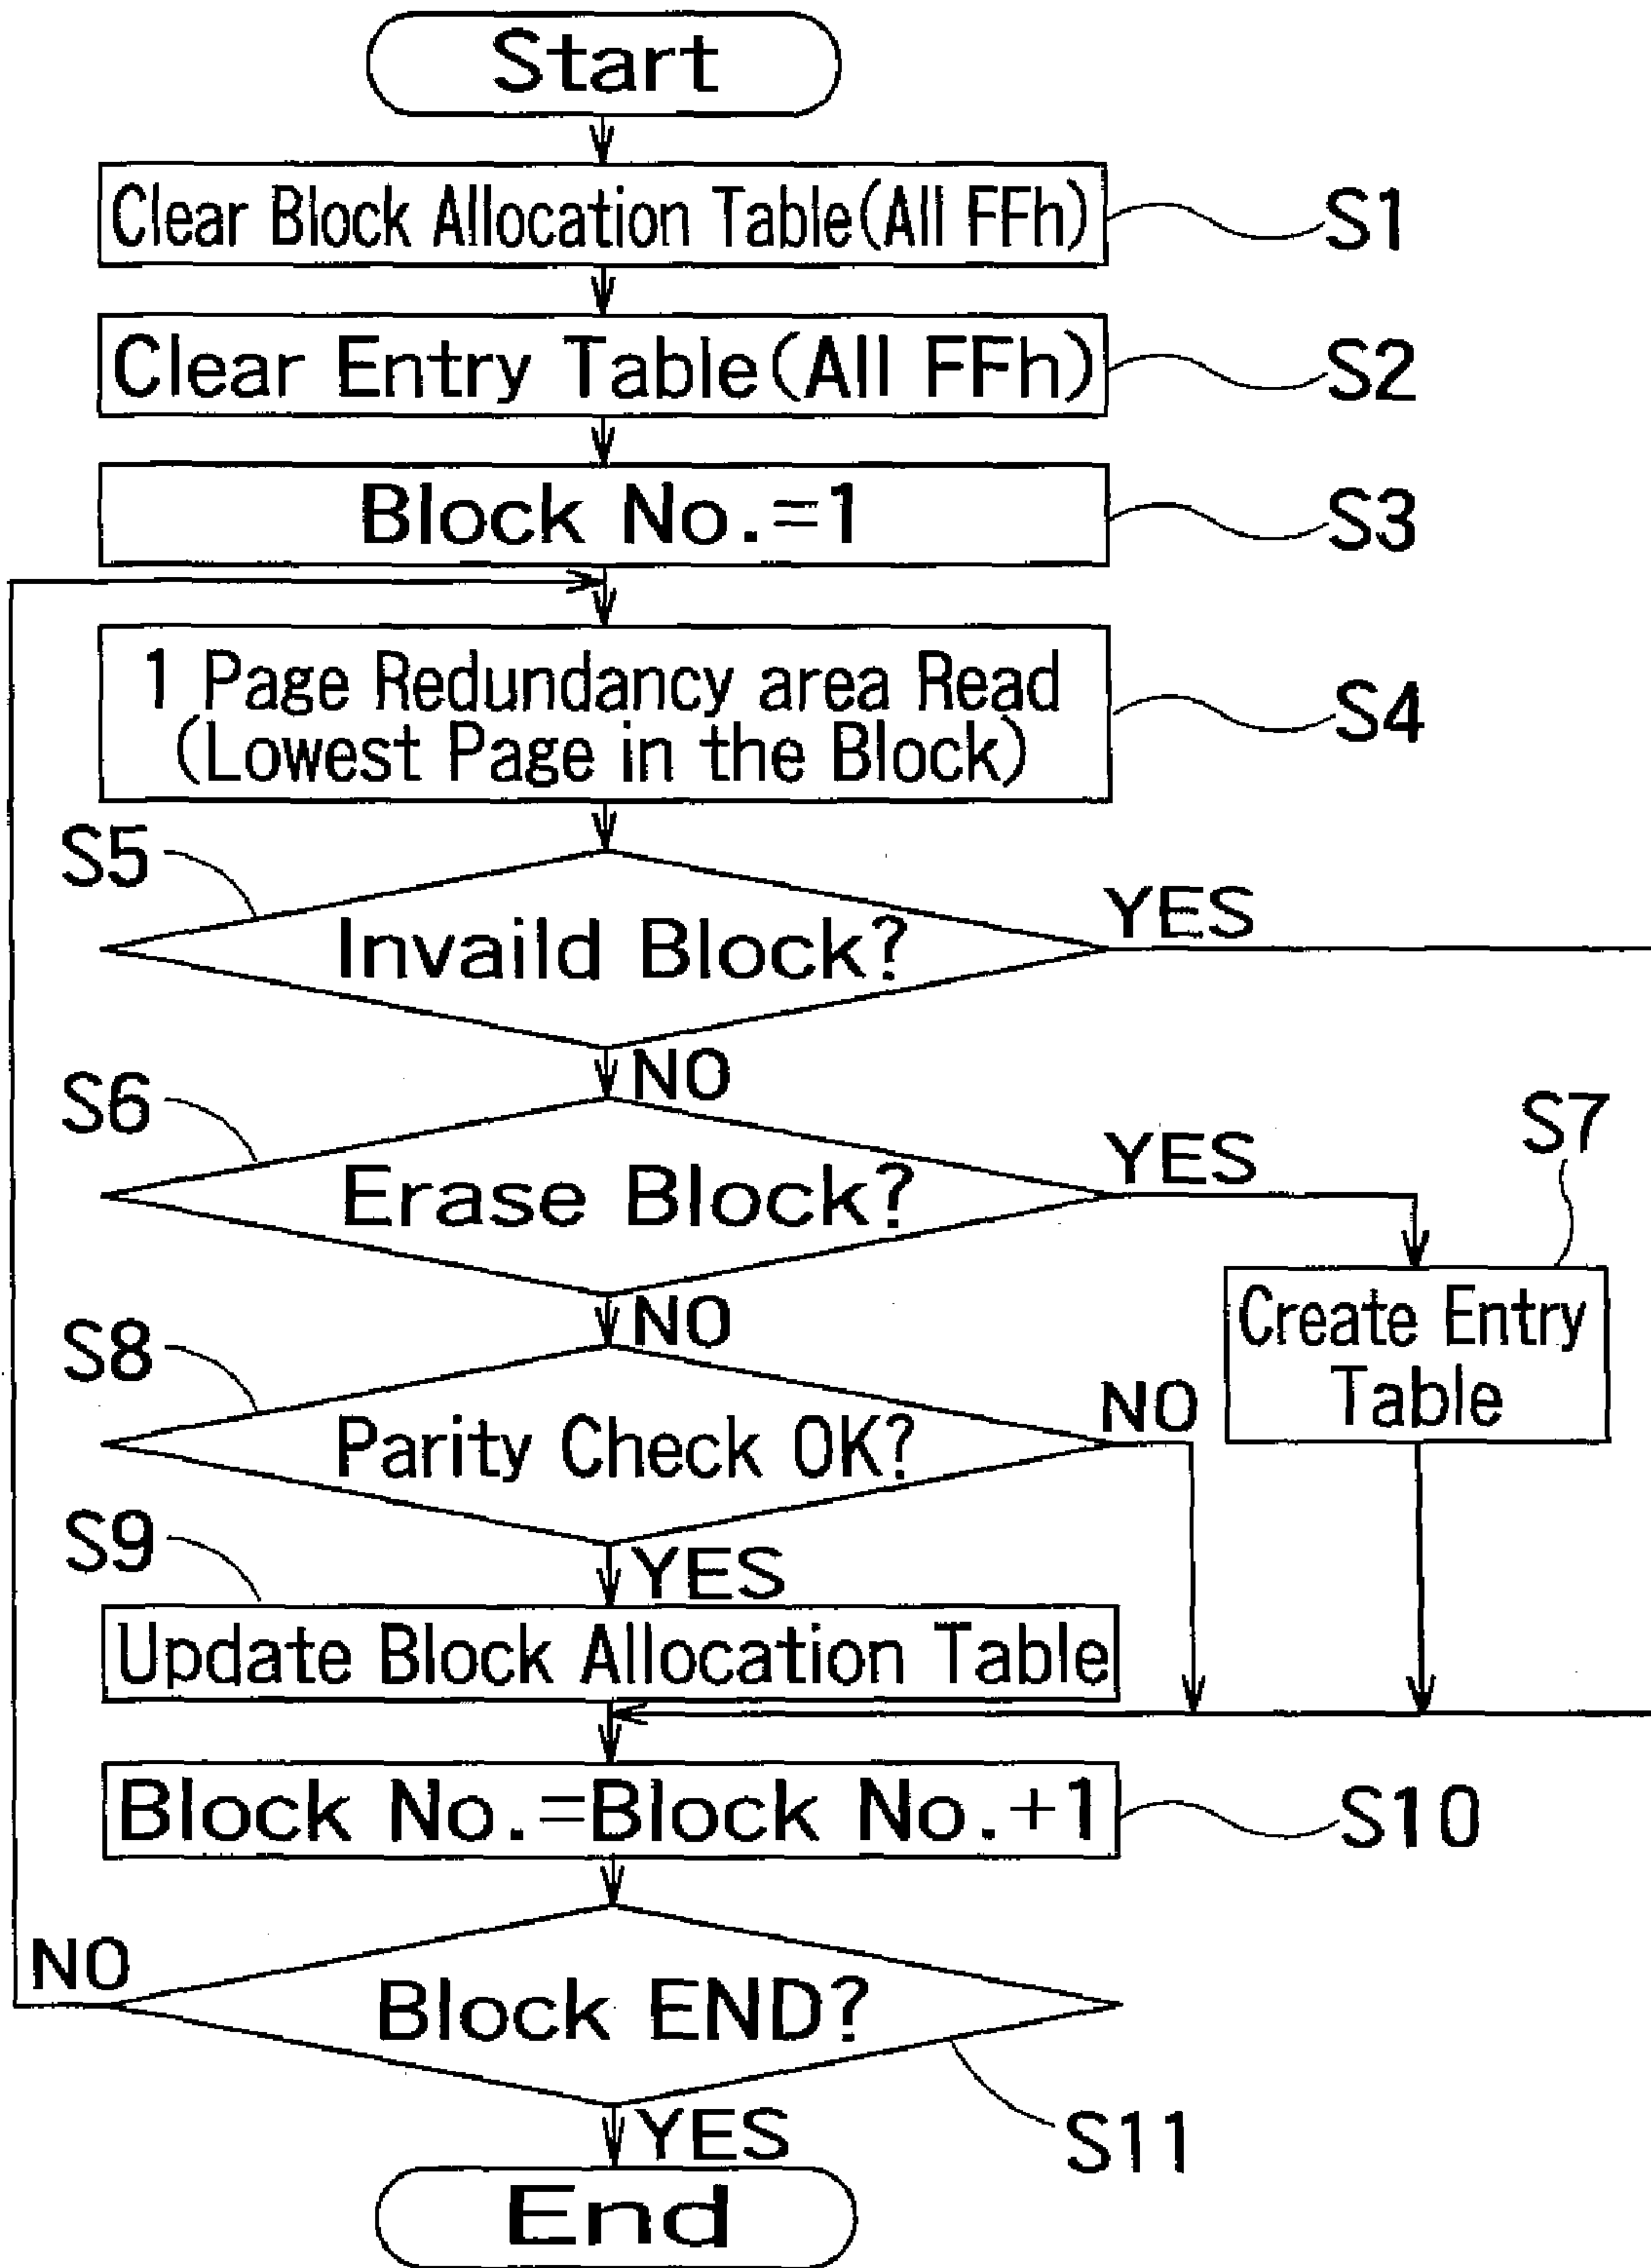 Start
Clear Block Allocation Table(All FFh)
S1
Clear Entry Table(All FFh)
S2
Block No.=1
S3
1 Page Redundancy area Read
(Lowest Page in the Block)
S4
S5
Invaild Block?
YES
NO
S6
Erase Block?
YES
S7
Create Entry
Table
NO
S8
Parity Check OK?
NO
YES
S9
Update Block Allocation Table
Block No.=Block No.+1
S10
NO
Block END?
S11
YES
End